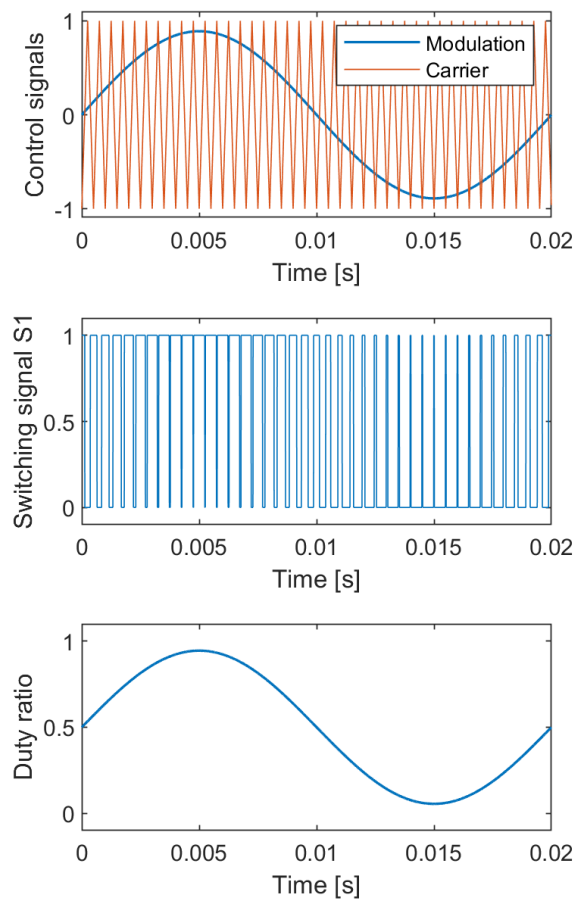 Control signals
1
0
-1
Modulation
Carrier
0 0.005 0.01 0.015 0.02
Time [s]
Switching signal S1
1
0.5
0
0 0.005 0.01 0.015 0.02
Time [s]
Duty ratio
1
0.5
0
0 0.005 0.01 0.015 0.02
Time [s]